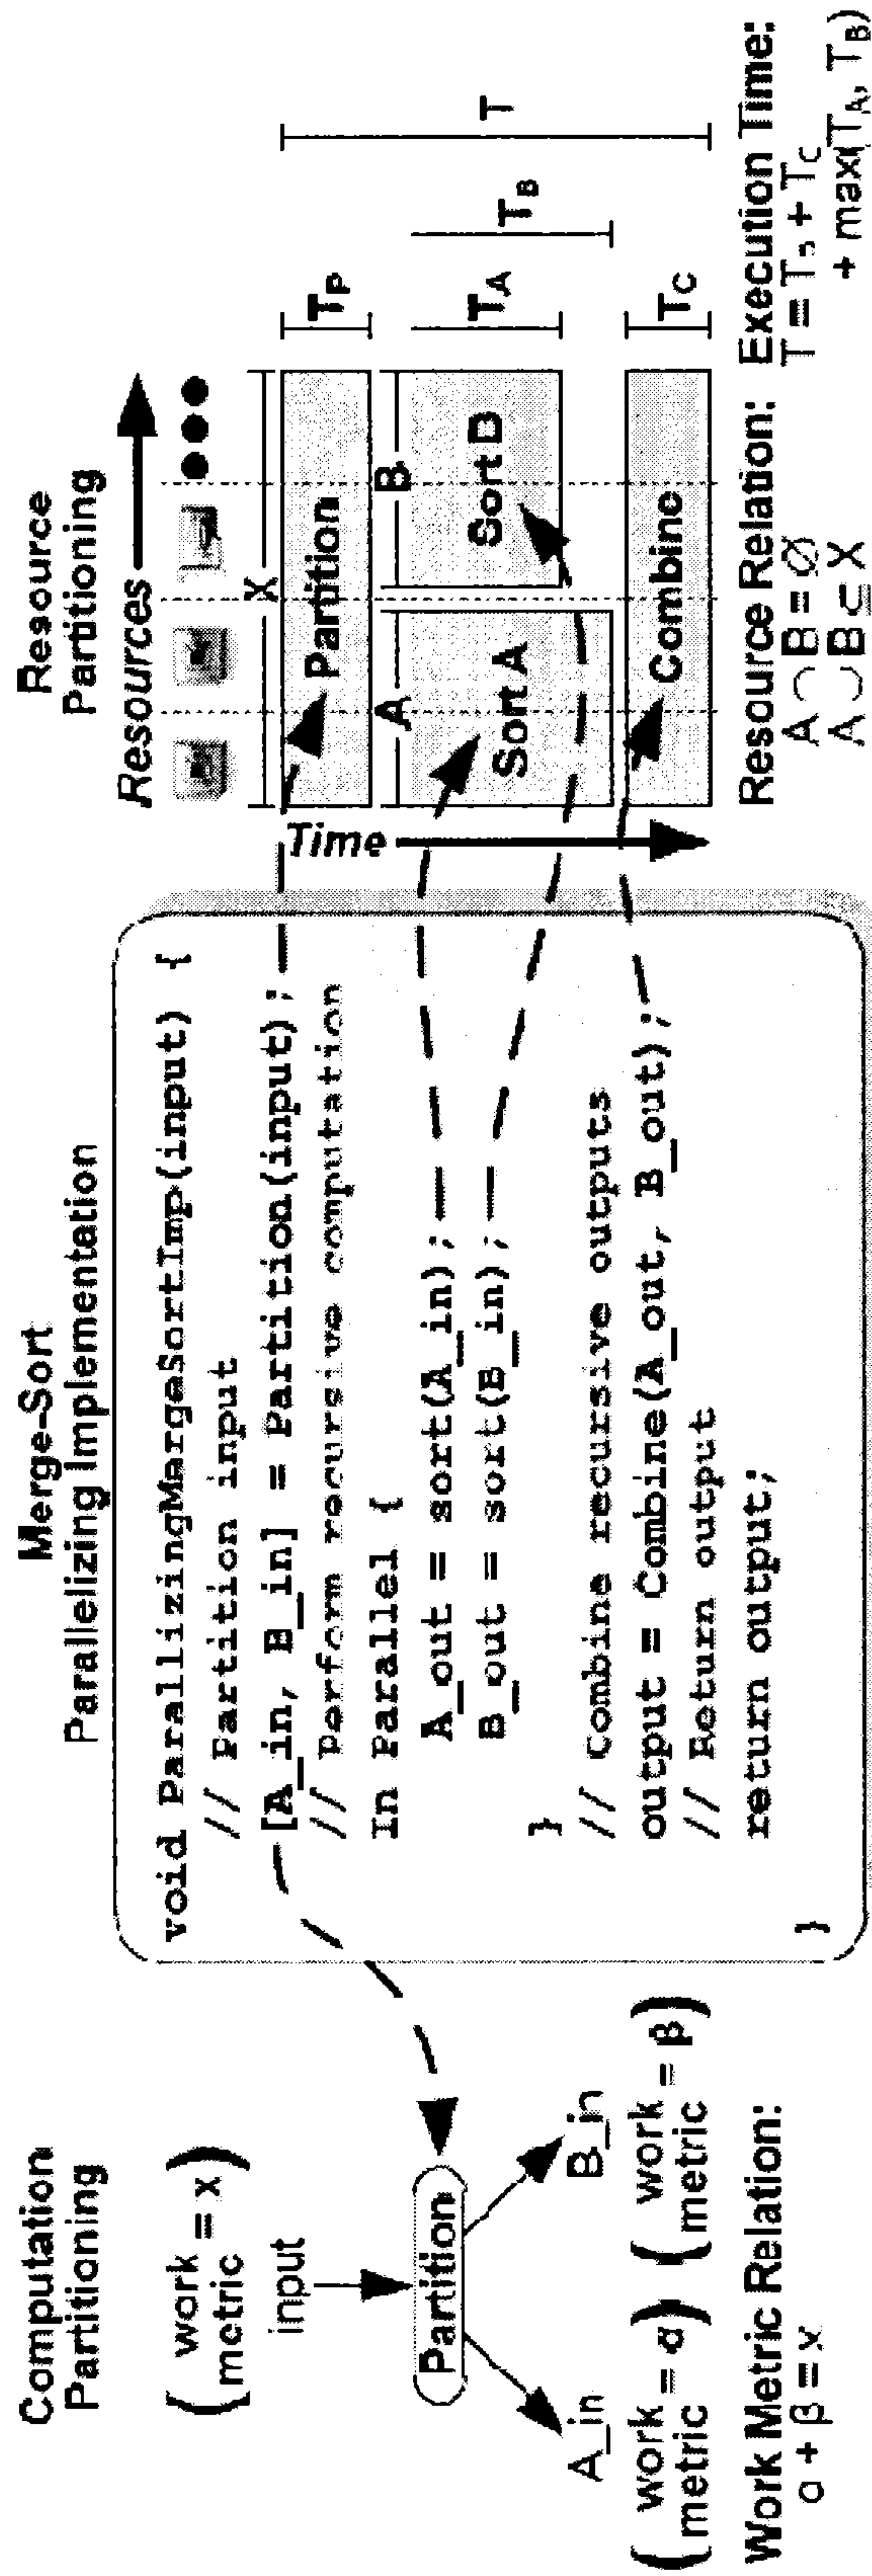 Computation
Partitioning
( work metric = x )
input
Partition
A_in
B_in
( work metric = α ) ( work metric = β )
Work Metric Relation:
α + β = x
Merge-Sort
Parallelizing Implementation
void ParallizingMergeSortImp(input) {
// Partition input
[A_in, B_in] = Partition(input);
// Perform recursive computation
In Parallel {
A_out = sort(A_in);
B_out = sort(B_in);
}
// Combine recursive outputs
output = Combine(A_out, B_out);
// Return output
return output;
}
Resource
Partitioning
Resources
X
Time
Partition
A
B
Sort A
Sort B
Combine
T_P
T_A
T_B
T_C
T
Resource Relation:
A ∩ B = ∅
A ∪ B ⊆ X
Execution Time:
T = T + T_C
+ max(T_A, T_B)